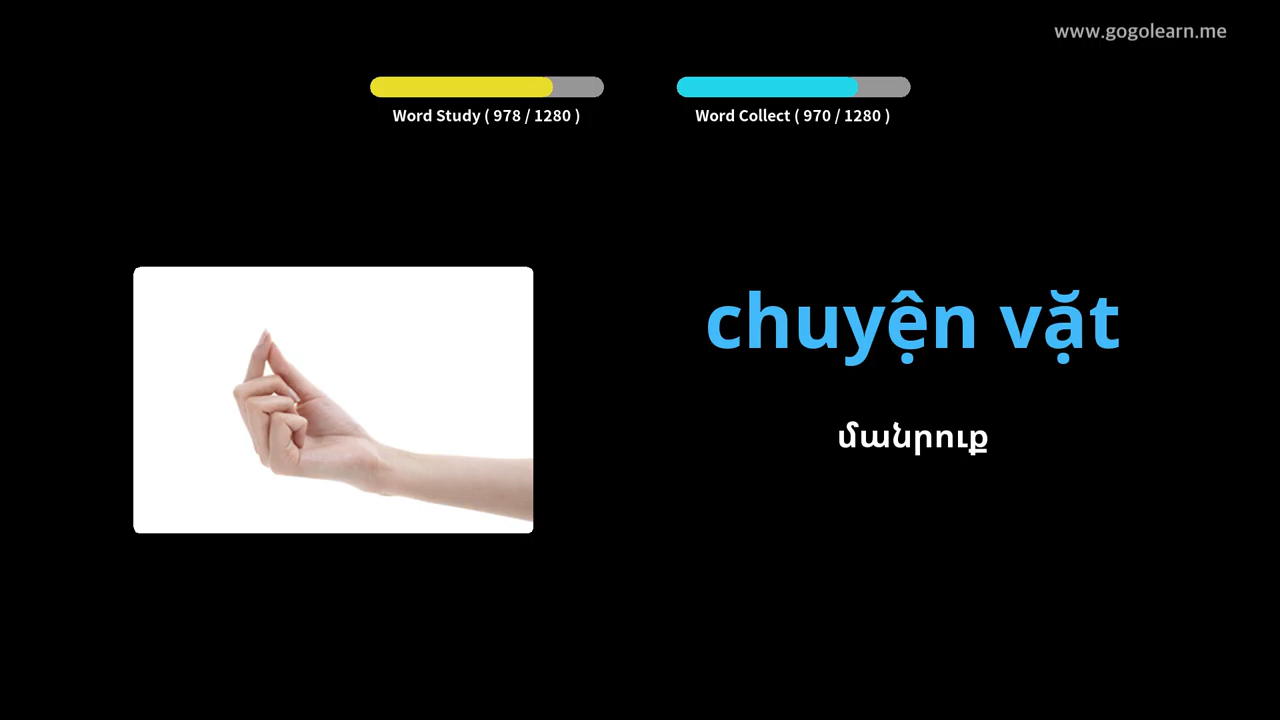 www.gogolearn.me
Word Study ( 978 / 1280 )
Word Collect ( 970 / 1280 )
chuyện vặt
մանրուք